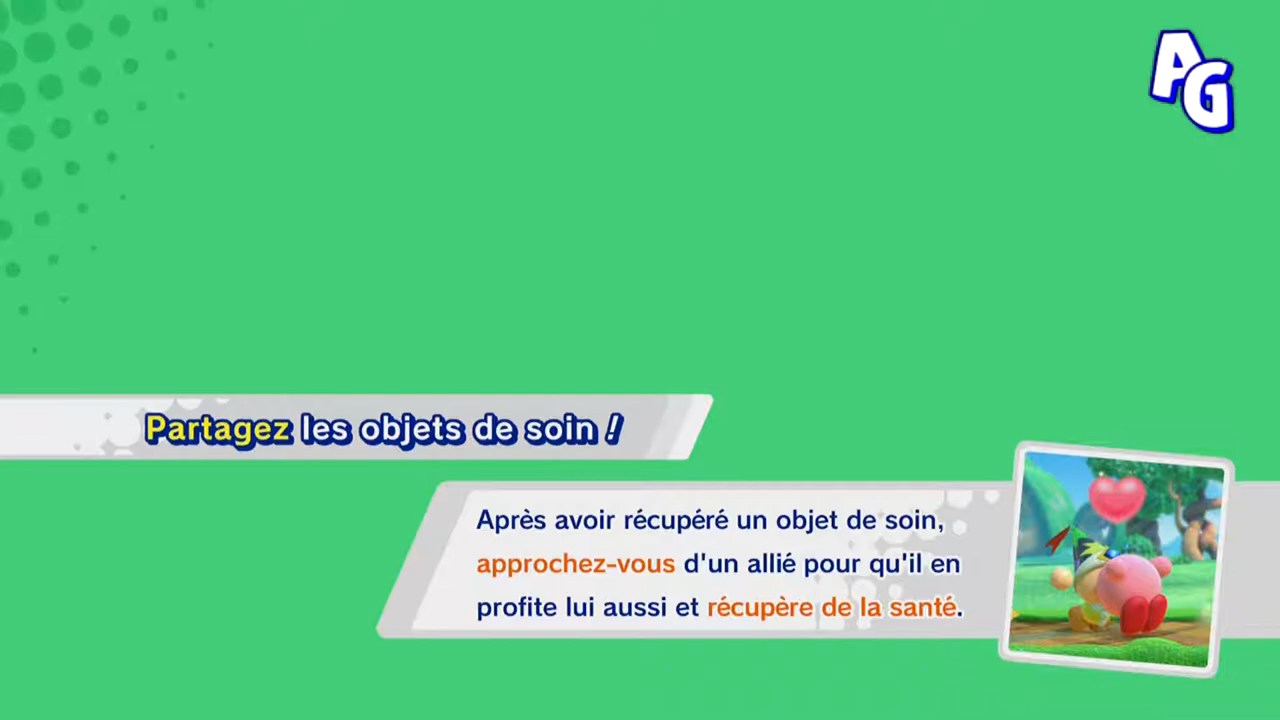 AG
Partagez les objets de soin !
Après avoir récupéré un objet de soin,
approchez-vous d'un allié pour qu'il en
profite lui aussi et récupère de la santé.